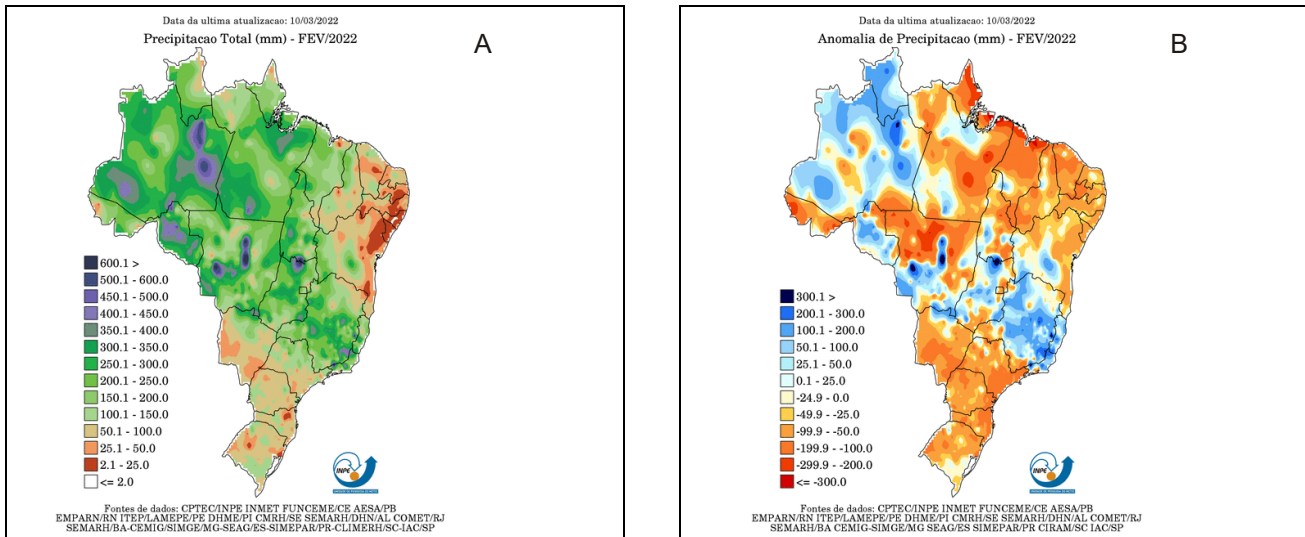 Data da ultima atualizacao: 10/03/2022
Precipitacao Total (mm) - FEV/2022
A
600.1 >
500.1 - 600.0
450.1 - 500.0
400.1 - 450.0
350.1 - 400.0
300.1 - 350.0
250.1 - 300.0
200.1 - 250.0
150.1 - 200.0
100.1 - 150.0
50.1 - 100.0
25.1 - 50.0
2.1 - 25.0
<= 2.0
INPE
Fontes de dados: CPTEC/INPE INMET FUNCEME/CE AESA/PB
EMPARN/RN ITEP/LAMEPE/PE DHME/PI CMRH/SE SEMARH/DHN/AL COMET/RJ
SEMARH/BA-CEMIG/SIMGE/MG-SEAG/ES-SIMEPAR/PR-CLIMERH/SC-IAC/SP
Data da ultima atualizacao: 10/03/2022
Anomalia de Precipitacao (mm) - FEV/2022
B
300.1 >
200.1 - 300.0
100.1 - 200.0
50.1 - 100.0
25.1 - 50.0
0.1 - 25.0
-24.9 - 0.0
-49.9 - -25.0
-99.9 - -50.0
-199.9 - -100.0
-299.9 - -200.0
<= -300.0
INPE
Fontes de dados: CPTEC/INPE INMET FUNCEME/CE AESA/PB
EMPARN/RN ITEP/LAMEPE/PE DHME/PI CMRH/SE SEMARH/DHN/AL COMET/RJ
SEMARH/BA CEMIG-SIMGE/MG SEAG/ES SIMEPAR/PR CIRAM/SC IAC/SP